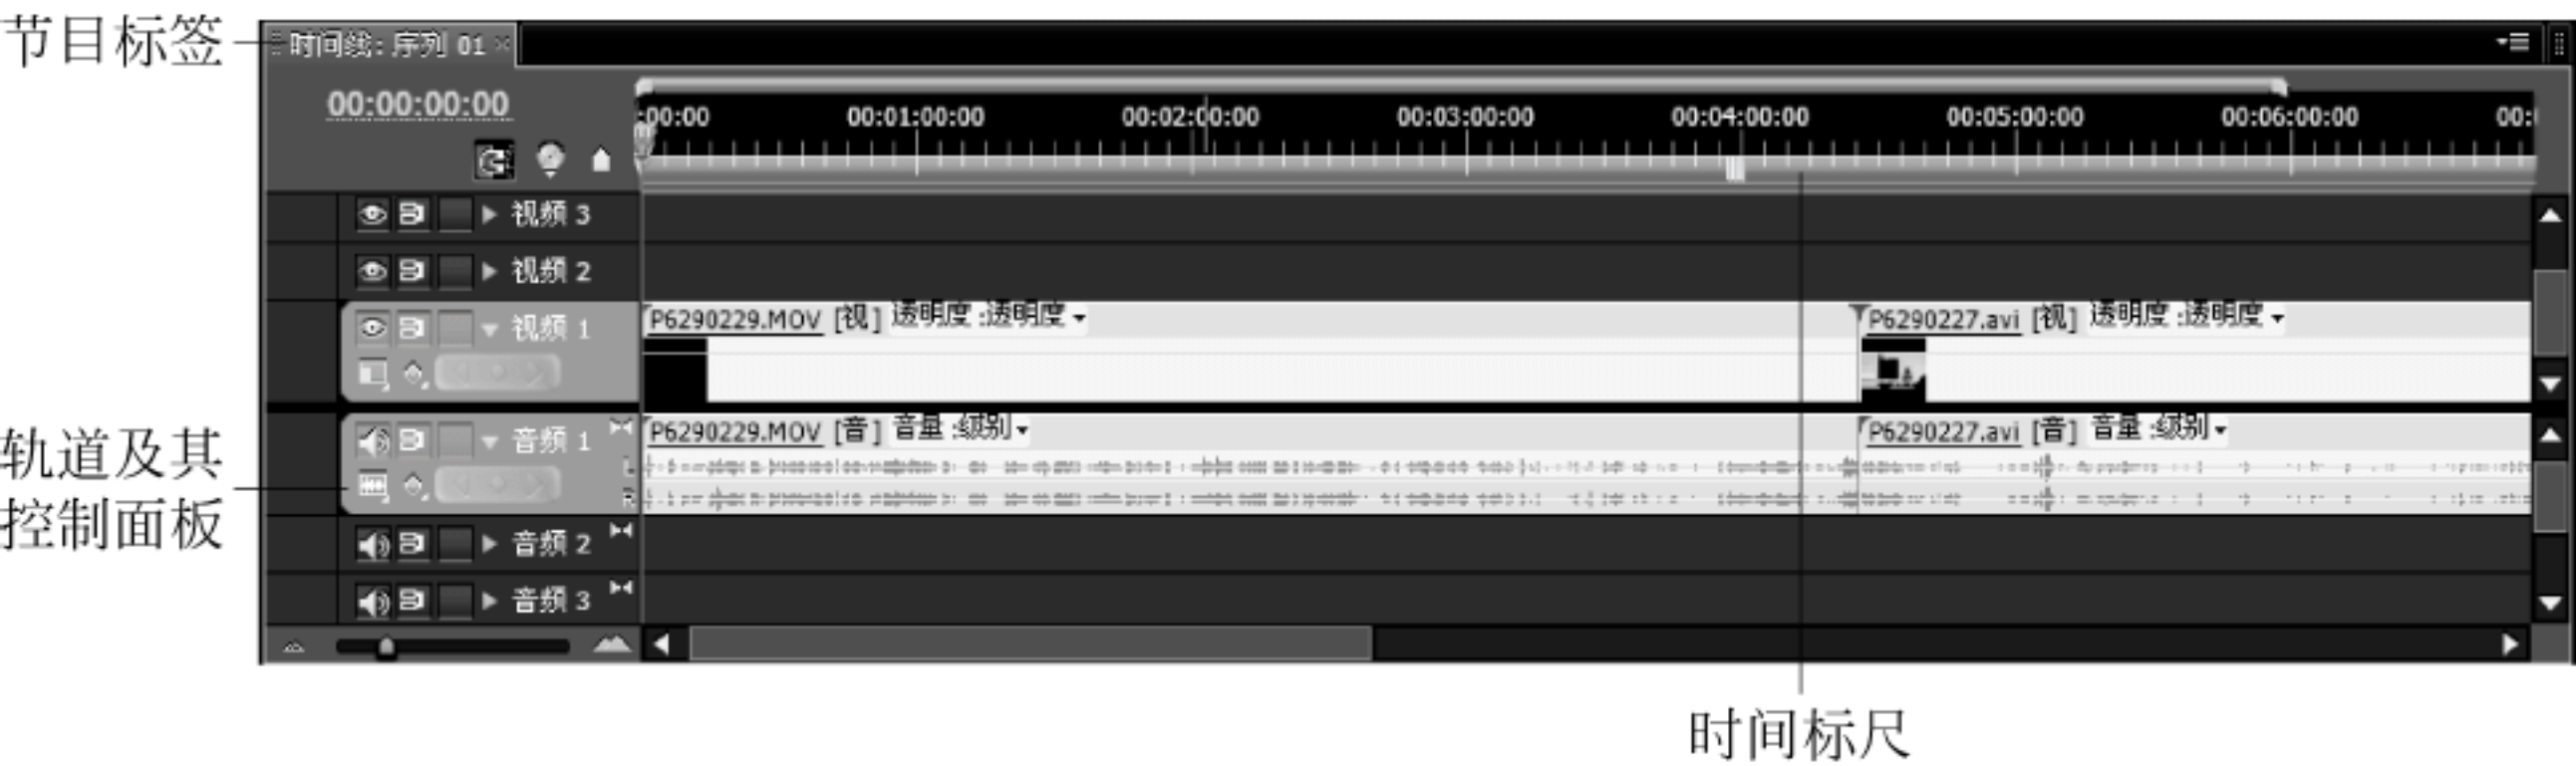 节目标签
时间线: 序列 01 ×
00:00:00:00
:00:00 00:01:00:00 00:02:00:00 00:03:00:00 00:04:00:00 00:05:00:00 00:06:00:00 00:
视频 3
视频 2
视频 1
P6290229.MOV [视] 透明度:透明度
P6290227.avi [视] 透明度:透明度
轨道及其
控制面板
音频 1
L
R
P6290229.MOV [音] 音量:级别
P6290227.avi [音] 音量:级别
音频 2
音频 3
时间标尺